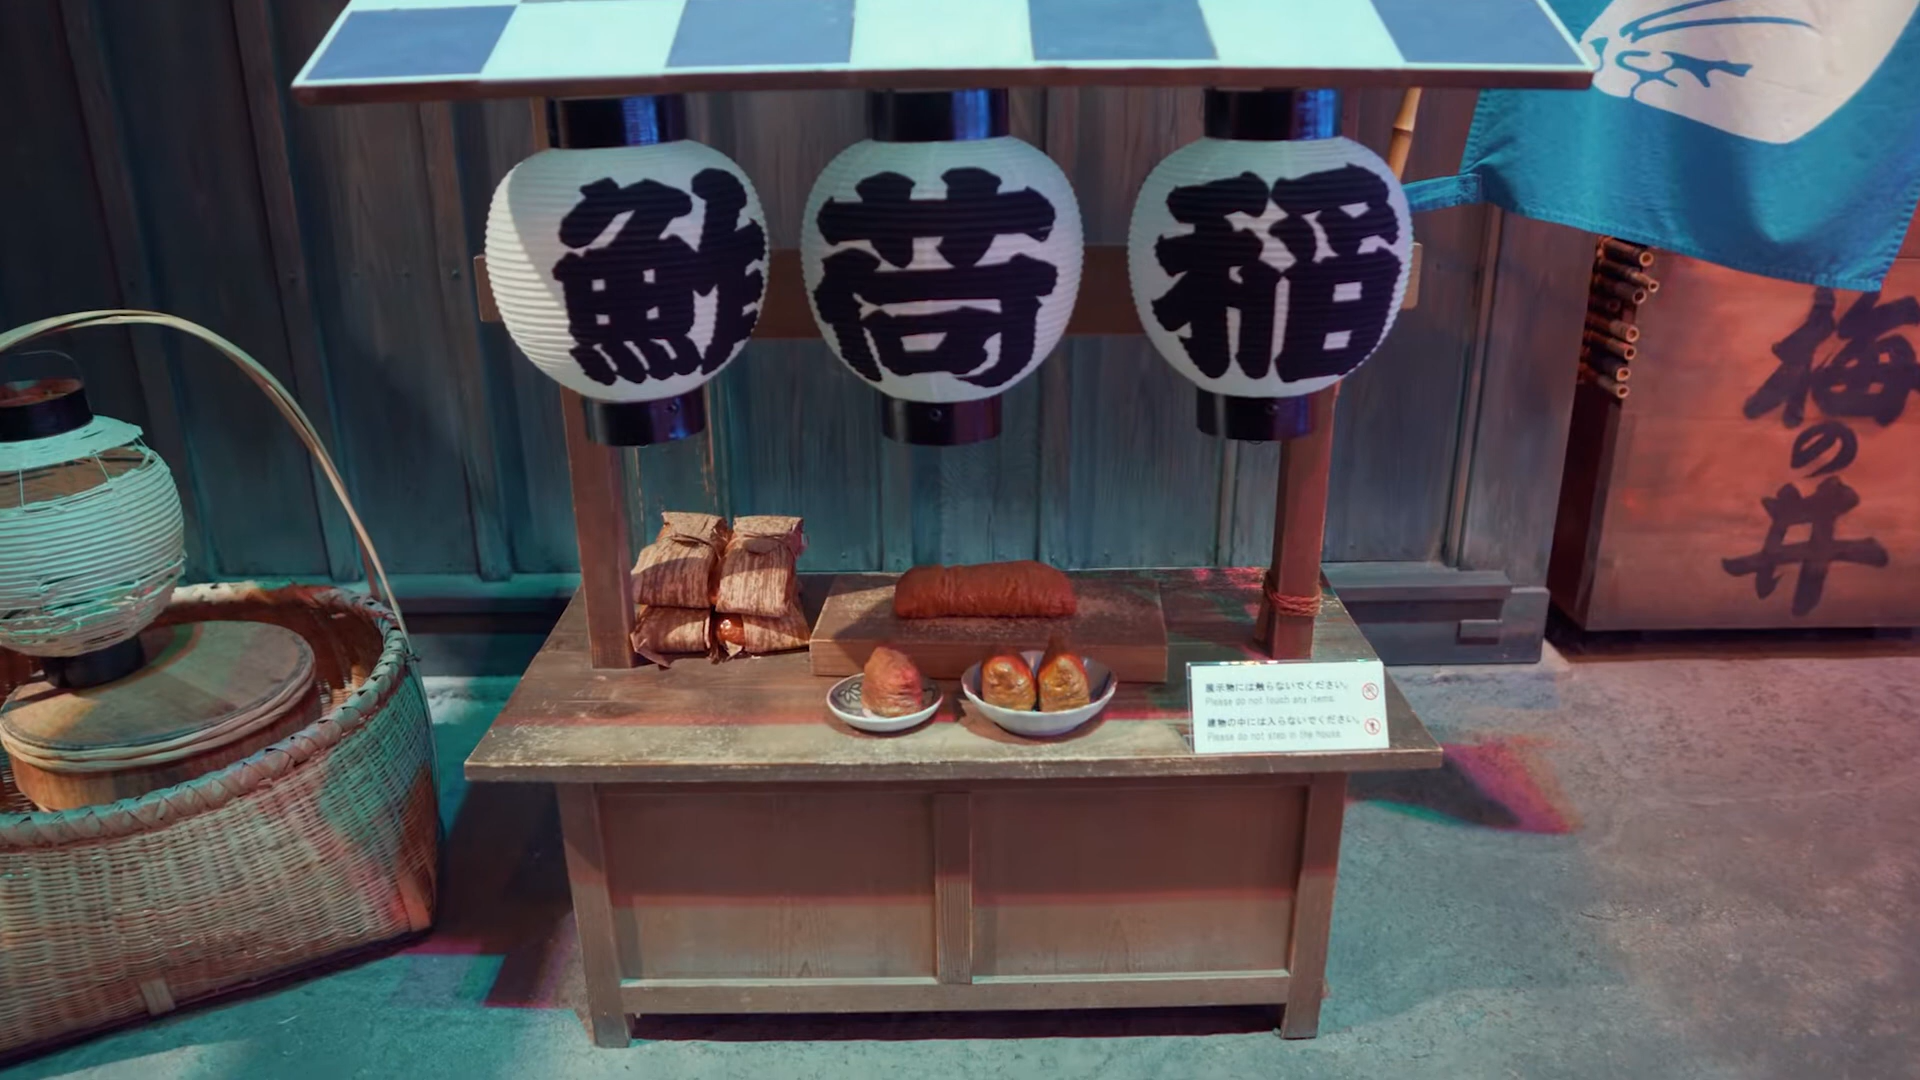 稲荷鮓
梅の井
展示物には触らないでください。
Please do not touch any items.
建物の中には入らないでください。
Please do not step in the house.